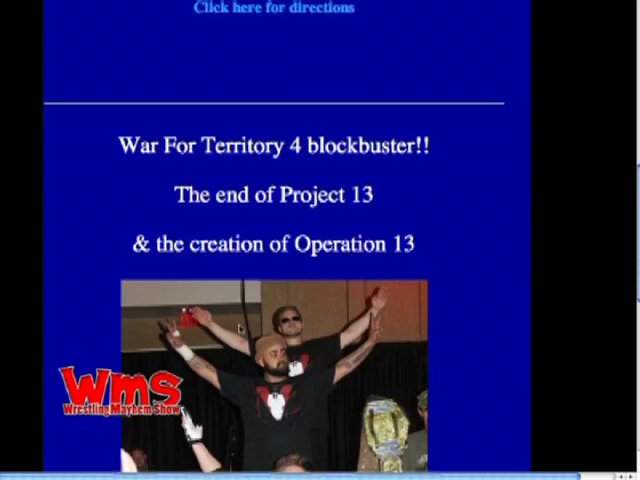 Click here for directions
War For Territory 4 blockbuster!!
The end of Project 13
& the creation of Operation 13
Wms
Wrestling Mayhem Show